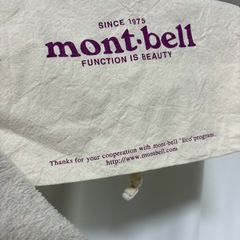 SINCE 1975
mont·bell
FUNCTION IS BEAUTY
Thanks for your cooperation with mont·bell "Eco" program.
http://www.montbell.com